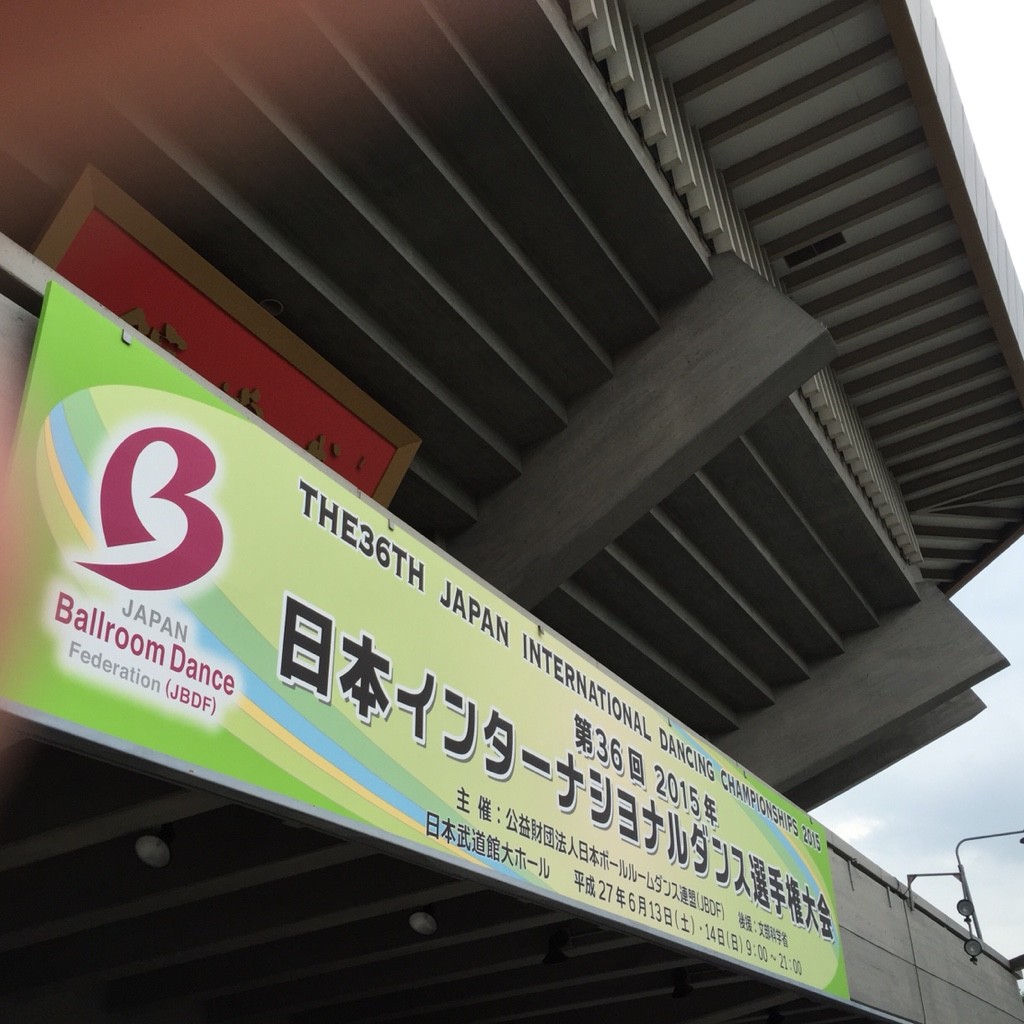 JAPAN
Ballroom Dance
Federation (JBDF)
THE36TH JAPAN INTERNATIONAL DANCING CHAMPIONSHIPS 2015
第36回 2015年
日本インターナショナルダンス選手権大会
主催：公益財団法人日本ボールルームダンス連盟(JBDF) 後援：文部科学省
日本武道館大ホール 平成27年6月13日(土)・14日(日) 9:00～21:00